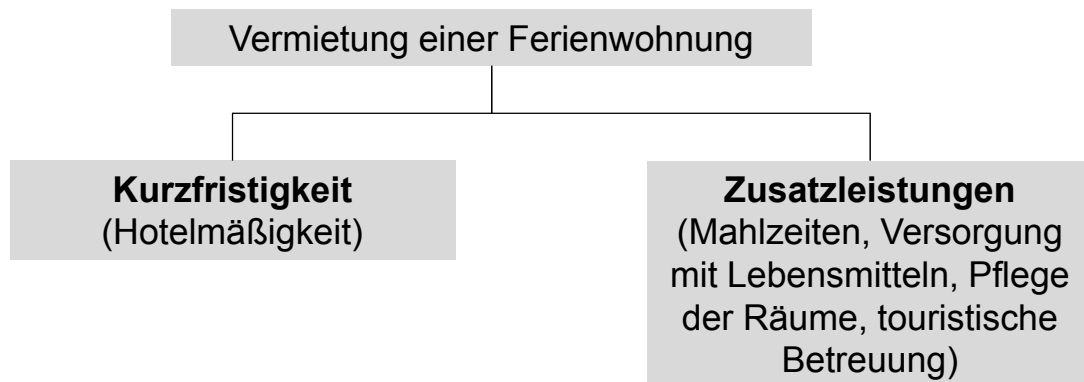 Vermietung einer Ferienwohnung
Kurzfristigkeit
(Hotelmäßigkeit)
Zusatzleistungen
(Mahlzeiten, Versorgung
mit Lebensmitteln, Pflege
der Räume, touristische
Betreuung)